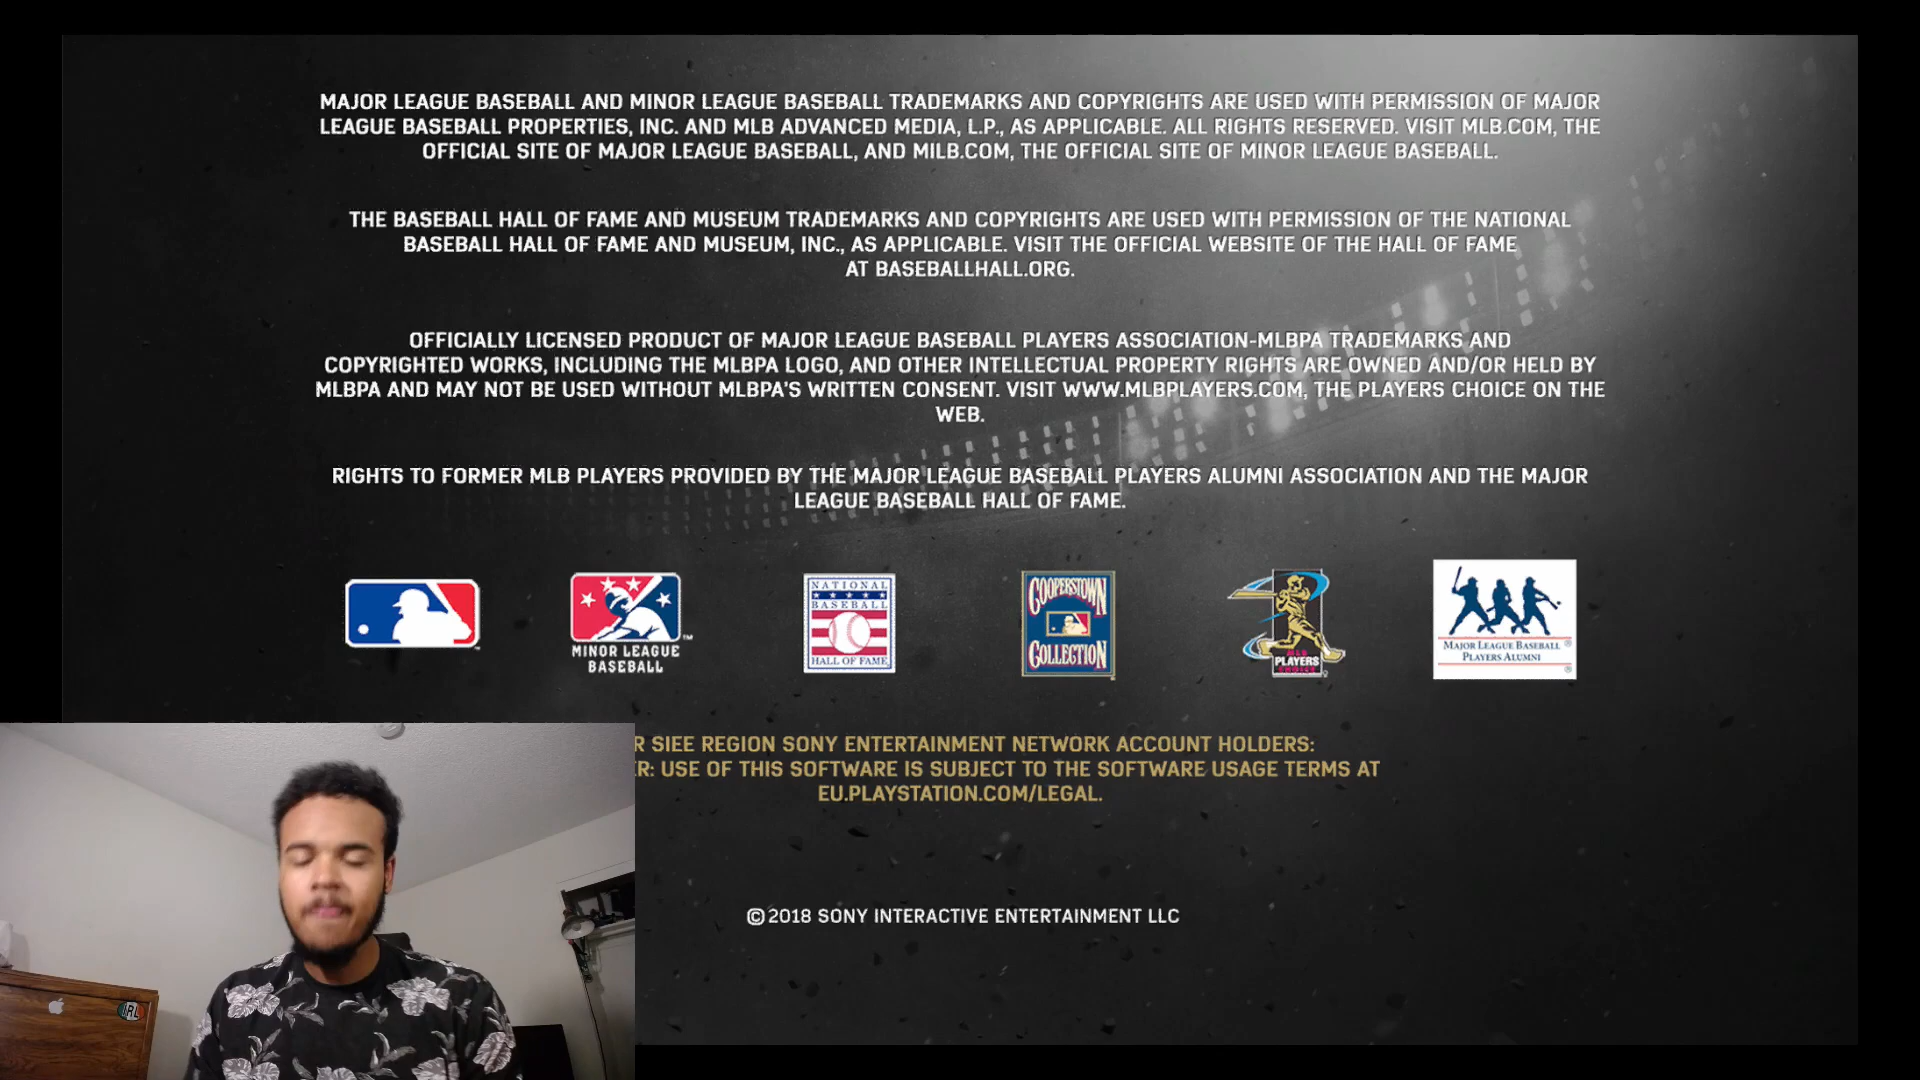 MAJOR LEAGUE BASEBALL AND MINOR LEAGUE BASEBALL TRADEMARKS AND COPYRIGHTS ARE USED WITH PERMISSION OF MAJOR
LEAGUE BASEBALL PROPERTIES, INC. AND MLB ADVANCED MEDIA, L.P., AS APPLICABLE. ALL RIGHTS RESERVED. VISIT MLB.COM, THE
OFFICIAL SITE OF MAJOR LEAGUE BASEBALL, AND MILB.COM, THE OFFICIAL SITE OF MINOR LEAGUE BASEBALL.
THE BASEBALL HALL OF FAME AND MUSEUM TRADEMARKS AND COPYRIGHTS ARE USED WITH PERMISSION OF THE NATIONAL
BASEBALL HALL OF FAME AND MUSEUM, INC., AS APPLICABLE. VISIT THE OFFICIAL WEBSITE OF THE HALL OF FAME
AT BASEBALLHALL.ORG.
OFFICIALLY LICENSED PRODUCT OF MAJOR LEAGUE BASEBALL PLAYERS ASSOCIATION-MLBPA TRADEMARKS AND
COPYRIGHTED WORKS, INCLUDING THE MLBPA LOGO, AND OTHER INTELLECTUAL PROPERTY RIGHTS ARE OWNED AND/OR HELD BY
MLBPA AND MAY NOT BE USED WITHOUT MLBPA'S WRITTEN CONSENT. VISIT WWW.MLBPLAYERS.COM, THE PLAYERS CHOICE ON THE
WEB.
RIGHTS TO FORMER MLB PLAYERS PROVIDED BY THE MAJOR LEAGUE BASEBALL PLAYERS ALUMNI ASSOCIATION AND THE MAJOR
LEAGUE BASEBALL HALL OF FAME.
MINOR LEAGUE
BASEBALL
NATIONAL
BASEBALL
HALL OF FAME
COOPERSTOWN
COLLECTION
MLB
PLAYERS
CHOICE
MAJOR LEAGUE BASEBALL
PLAYERS ALUMNI
R SIEE REGION SONY ENTERTAINMENT NETWORK ACCOUNT HOLDERS:
ER: USE OF THIS SOFTWARE IS SUBJECT TO THE SOFTWARE USAGE TERMS AT
EU.PLAYSTATION.COM/LEGAL.
©2018 SONY INTERACTIVE ENTERTAINMENT LLC